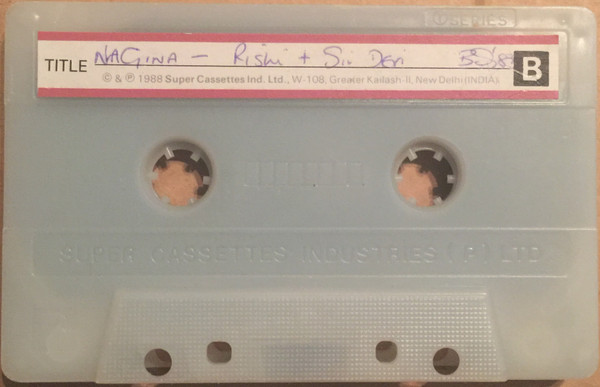 SERIES
TITLE NAGINA — Rishi + Sri Devi B
© & ℗ 1988 Super Cassettes Ind. Ltd., W-108, Greater Kailash-II, New Delhi (INDIA)
SUPER CASSETTES INDUSTRIES (P) LTD